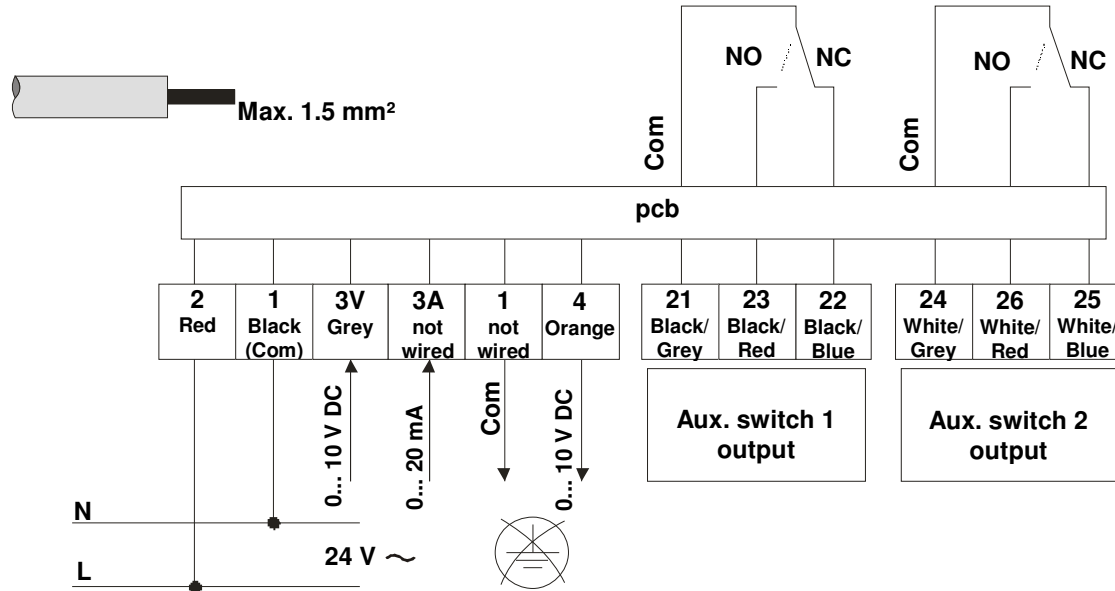 NO
NC
NO
NC
Max. 1.5 mm²
Com
Com
pcb
2
Red
1
Black
(Com)
3V
Grey
3A
not
wired
1
not
wired
4
Orange
21
Black/
Grey
23
Black/
Red
22
Black/
Blue
24
White/
Grey
26
White/
Red
25
White/
Blue
0... 10 V DC
0... 20 mA
Com
0... 10 V DC
Aux. switch 1
output
Aux. switch 2
output
N
24 V ~
L